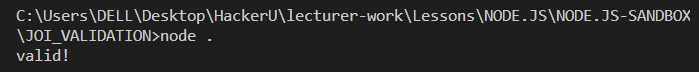 C:\Users\DELL\Desktop\HackerU\lecturer-work\Lessons\NODE.JS\NODE.JS-SANDBOX
\JOI_VALIDATION>node .
valid!